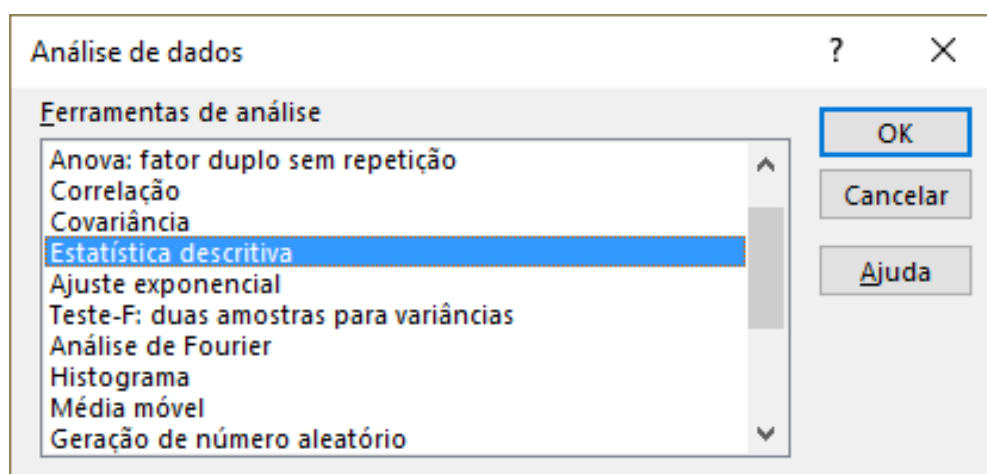 Análise de dados
?
Ferramentas de análise
Anova: fator duplo sem repetição
Correlação
Covariância
Estatística descritiva
Ajuste exponencial
Teste-F: duas amostras para variâncias
Análise de Fourier
Histograma
Média móvel
Geração de número aleatório
OK
Cancelar
Ajuda